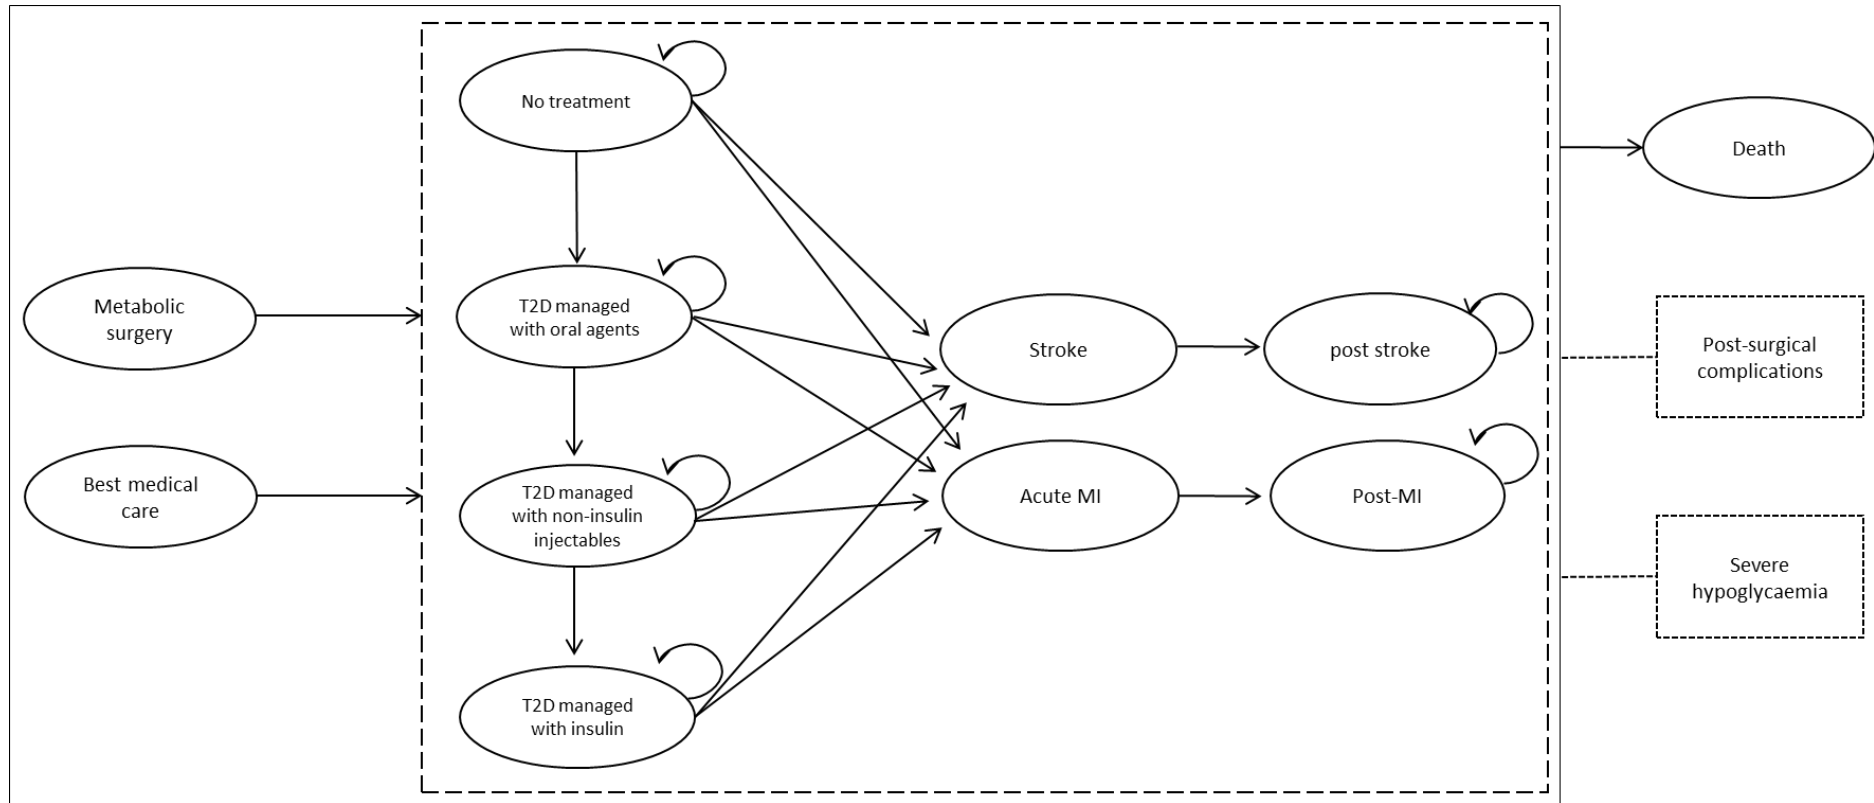 No treatment
Death
Metabolic
surgery
T2D managed
with oral agents
Stroke
post stroke
Post-surgical
complications
Best medical
care
T2D managed
with non-insulin
injectables
Acute MI
Post-MI
Severe
hypoglycaemia
T2D managed
with insulin